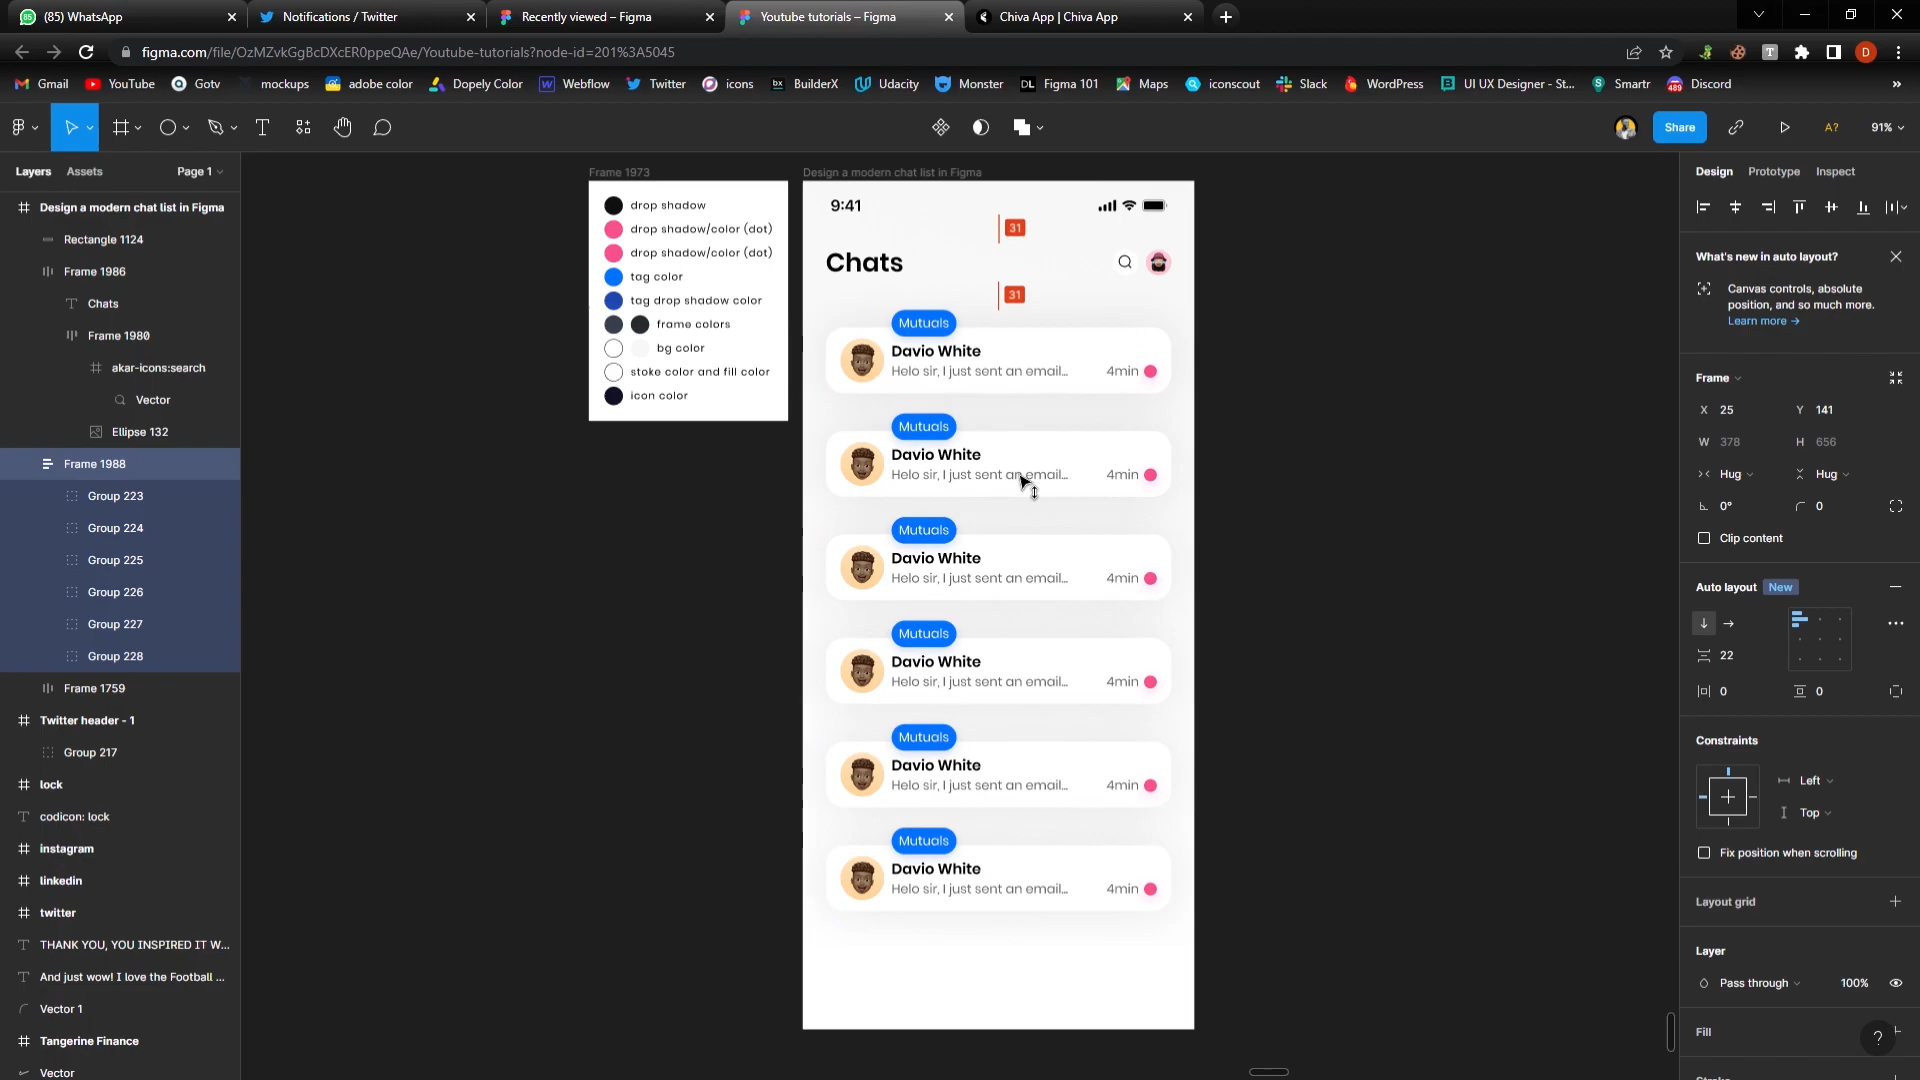 (85) WhatsApp
Notifications / Twitter
Recently viewed – Figma
Youtube tutorials – Figma
Chiva App | Chiva App
figma.com/file/OzMZvkGgBcDXcER0ppeQAe/Youtube-tutorials?node-id=201%3A5045
D
Gmail
YouTube
Gotv
mockups
adobe color
Dopely Color
Webflow
Twitter
icons
bx BuilderX
Udacity
Monster
DL Figma 101
Maps
iconscout
Slack
WordPress
UI UX Designer - St...
Smartr
489 Discord
»
Share
A?
91%
Layers
Assets
Page 1
Design a modern chat list in Figma
Rectangle 1124
Frame 1986
Chats
Frame 1980
akar-icons:search
Vector
Ellipse 132
Frame 1988
Group 223
Group 224
Group 225
Group 226
Group 227
Group 228
Frame 1759
Twitter header - 1
Group 217
lock
codicon: lock
instagram
linkedin
twitter
THANK YOU, YOU INSPIRED IT W...
And just wow! I love the Football ...
Vector 1
Tangerine Finance
Vector
Frame 1973
drop shadow
drop shadow/color (dot)
drop shadow/color (dot)
tag color
tag drop shadow color
frame colors
bg color
stoke color and fill color
icon color
Design a modern chat list in Figma
9:41
31
Chats
31
Mutuals
Davio White
Helo sir, I just sent an email...
4min
Mutuals
Davio White
Helo sir, I just sent an email...
4min
Mutuals
Davio White
Helo sir, I just sent an email...
4min
Mutuals
Davio White
Helo sir, I just sent an email...
4min
Mutuals
Davio White
Helo sir, I just sent an email...
4min
Mutuals
Davio White
Helo sir, I just sent an email...
4min
Design
Prototype
Inspect
What's new in auto layout?
Canvas controls, absolute
position, and so much more.
Learn more →
Frame
X 25
Y 141
W 378
H 656
Hug
Hug
0°
0
Clip content
Auto layout New
22
0
0
Constraints
Left
Top
Fix position when scrolling
Layout grid
Layer
Pass through
100%
Fill
?
Stroke